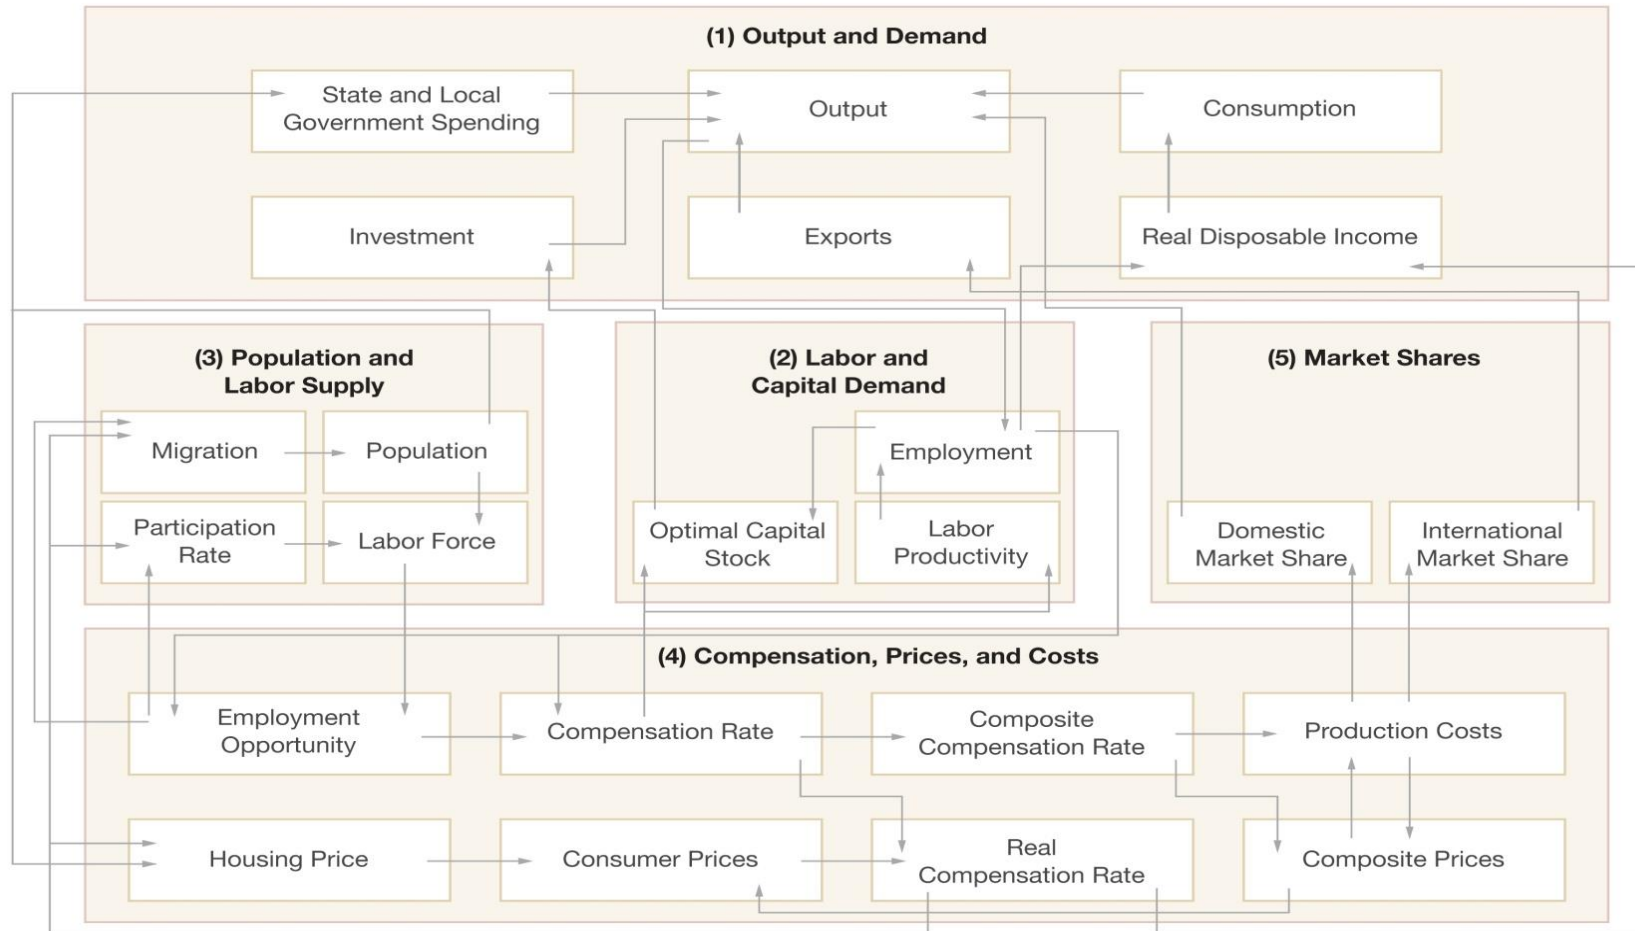 (1) Output and Demand
State and Local
Government Spending
Output
Consumption
Investment
Exports
Real Disposable Income
(3) Population and
Labor Supply
Migration
Population
Participation
Rate
Labor Force
(2) Labor and
Capital Demand
Employment
Optimal Capital
Stock
Labor
Productivity
(5) Market Shares
Domestic
Market Share
International
Market Share
(4) Compensation, Prices, and Costs
Employment
Opportunity
Compensation Rate
Composite
Compensation Rate
Production Costs
Housing Price
Consumer Prices
Real
Compensation Rate
Composite Prices